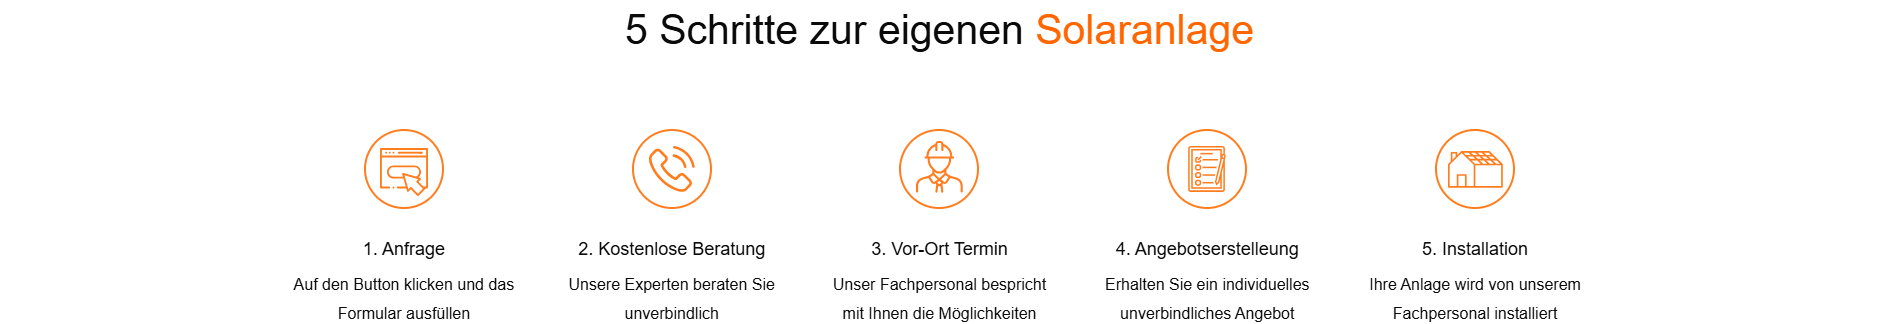 5 Schritte zur eigenen Solaranlage
1. Anfrage
Auf den Button klicken und das
Formular ausfüllen
2. Kostenlose Beratung
Unsere Experten beraten Sie
unverbindlich
3. Vor-Ort Termin
Unser Fachpersonal bespricht
mit Ihnen die Möglichkeiten
4. Angebotserstelleung
Erhalten Sie ein individuelles
unverbindliches Angebot
5. Installation
Ihre Anlage wird von unserem
Fachpersonal installiert